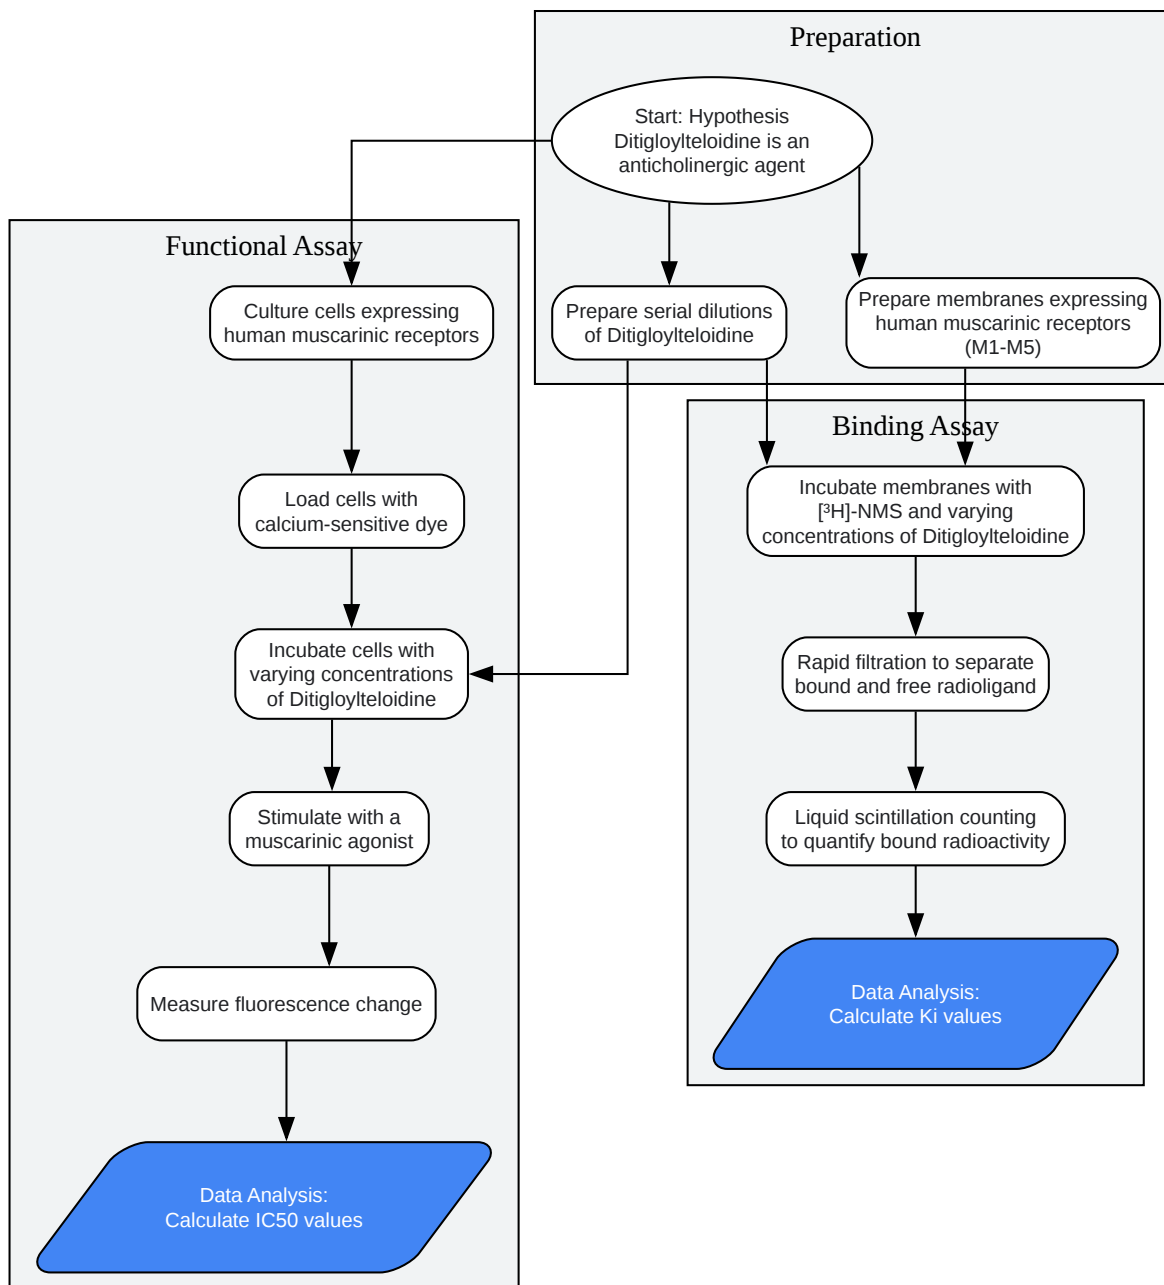 Preparation
Start: Hypothesis
Ditigloylteloidine is an
anticholinergic agent
Functional Assay
Culture cells expressing
human muscarinic receptors
Prepare serial dilutions
of Ditigloylteloidine
Prepare membranes expressing
human muscarinic receptors
(M1-M5)
Binding Assay
Load cells with
calcium-sensitive dye
Incubate membranes with
[³H]-NMS and varying
concentrations of Ditigloylteloidine
Incubate cells with
varying concentrations
of Ditigloylteloidine
Rapid filtration to separate
bound and free radioligand
Stimulate with a
muscarinic agonist
Liquid scintillation counting
to quantify bound radioactivity
Measure fluorescence change
Data Analysis:
Calculate Ki values
Data Analysis:
Calculate IC50 values